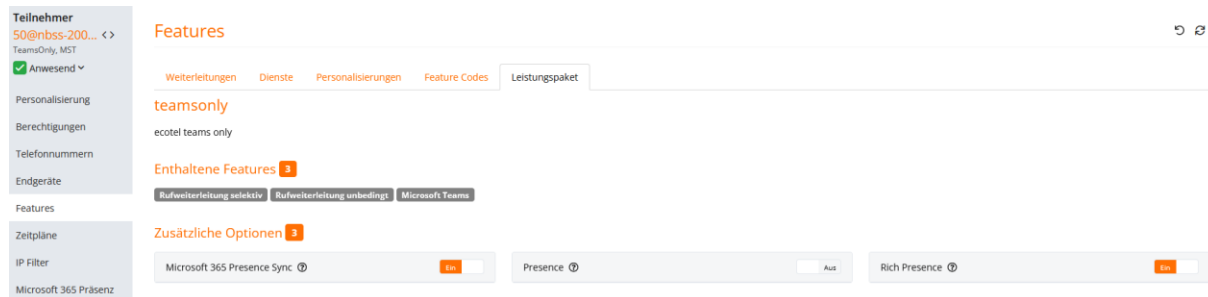 Teilnehmer
50@nbss-200... <>
TeamsOnly, MST
Anwesend
Personalisierung
Berechtigungen
Telefonnummern
Endgeräte
Features
Zeitpläne
IP Filter
Microsoft 365 Präsenz
Features
Weiterleitungen Dienste Personalisierungen Feature Codes Leistungspaket
teamsonly
ecotel teams only
Enthaltene Features 3
Rufweiterleitung selektiv Rufweiterleitung unbedingt Microsoft Teams
Zusätzliche Optionen 3
Microsoft 365 Presence Sync ? Ein Presence ? Aus Rich Presence ? Ein